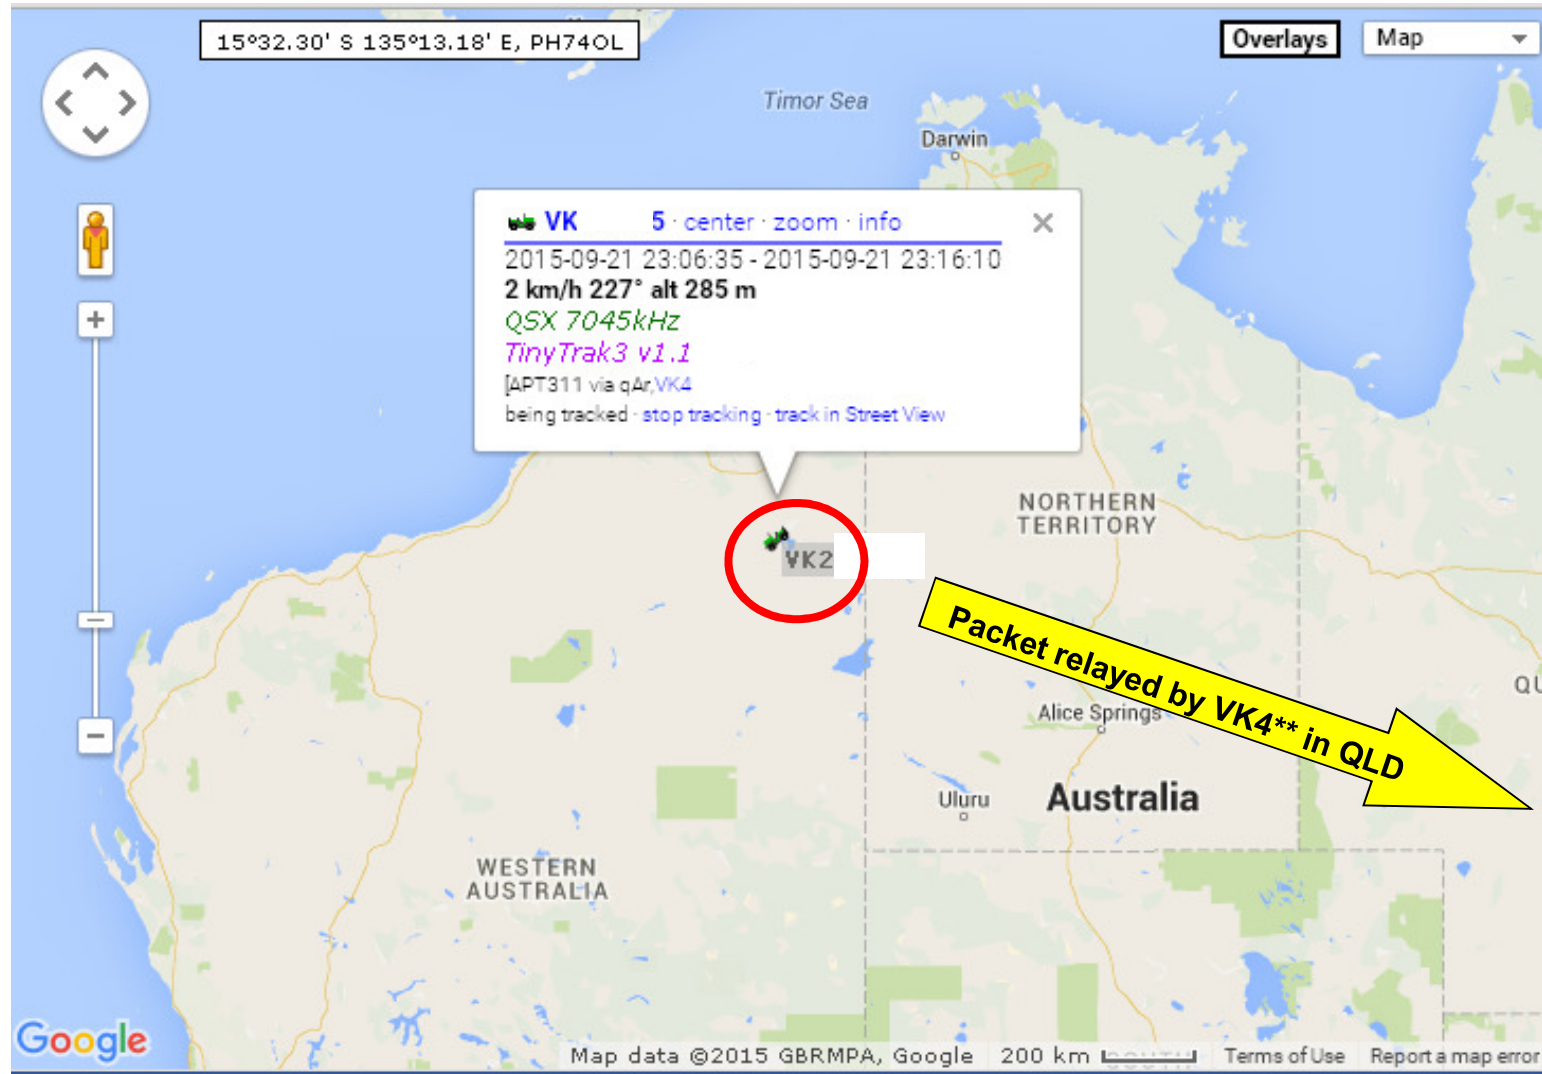 15°32.30' S 135°13.18' E, PH74OL
Overlays
Map
Timor Sea
Darwin
VK 5 · center · zoom · info
2015-09-21 23:06:35 - 2015-09-21 23:16:10
2 km/h 227° alt 285 m
QSX 7045kHz
TinyTrak3 v1.1
[APT311 via qAr,VK4
being tracked · stop tracking · track in Street View
NORTHERN
TERRITORY
VK2
Packet relayed by VK4** in QLD
QU
Alice Springs
Uluru
Australia
WESTERN
AUSTRALIA
Google
Map data ©2015 GBRMPA, Google
200 km
Terms of Use
Report a map error